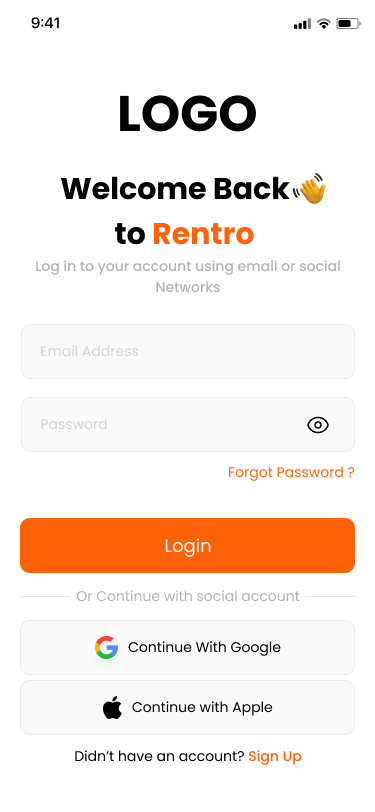 9:41
LOGO
Welcome Back👋
to Rentro
Log in to your account using email or social
Networks
Email Address
Password
Forgot Password ?
Login
Or Continue with social account
Continue With Google
Continue with Apple
Didn’t have an account? Sign Up